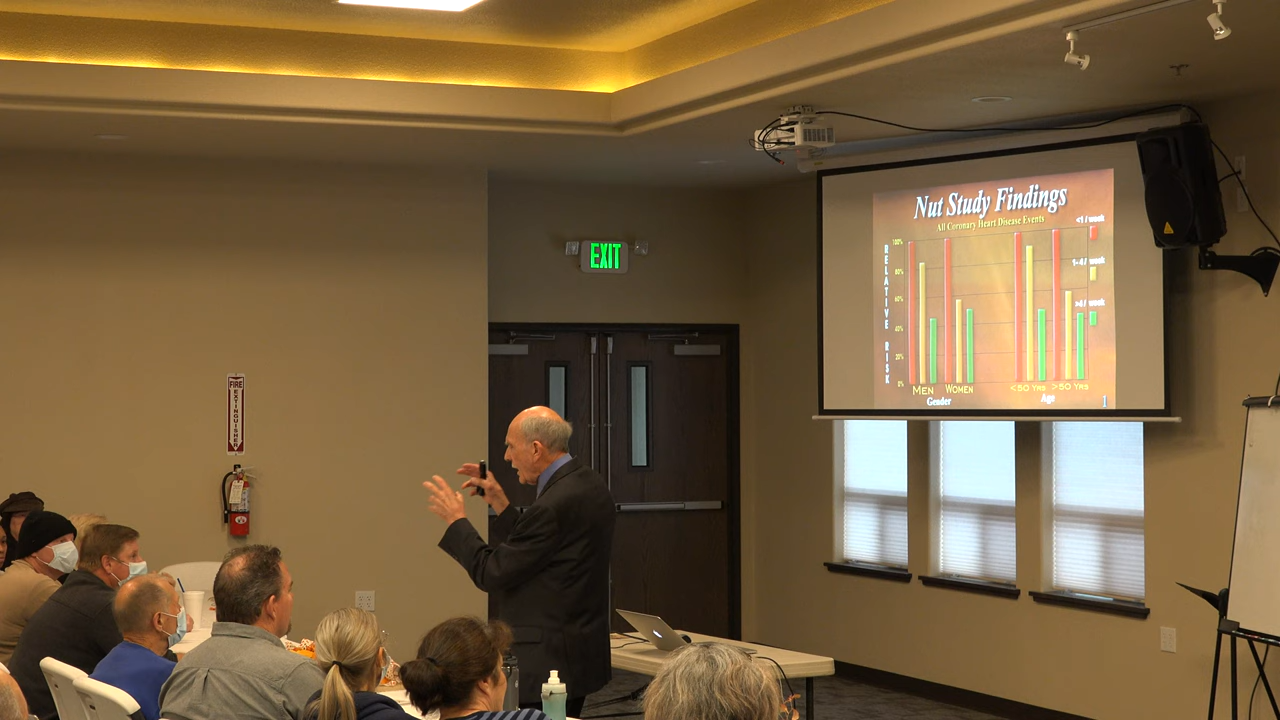 Nut Study Findings
All Coronary Heart Disease Events
<1 / week
1-4 / week
>4 / week
100%
80%
60%
40%
20%
0%
RELATIVE RISK
MEN WOMEN <50 YRS >50 YRS
Gender Age 1
EXIT
FIRE EXTINGUISHER